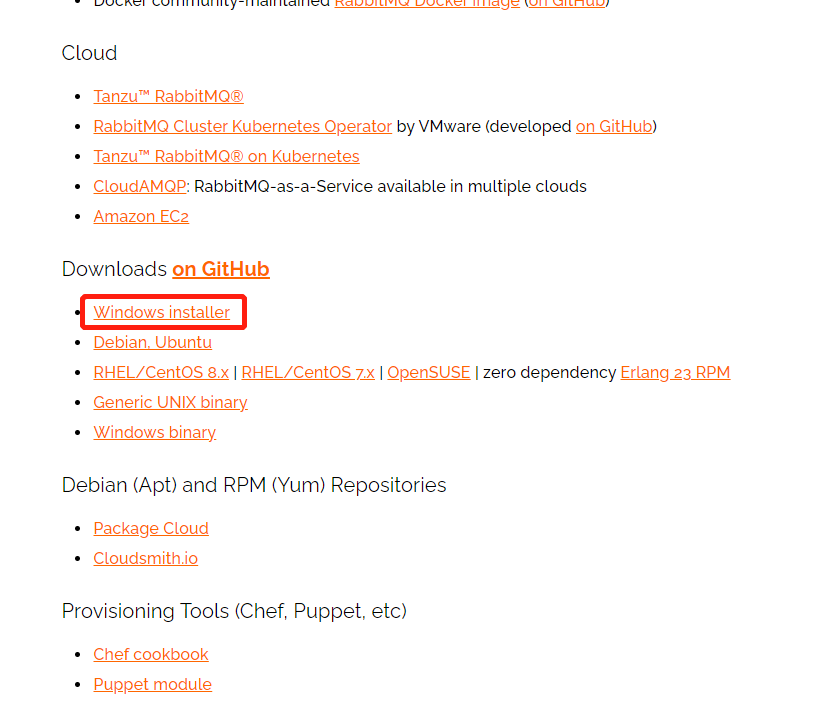 Docker community-maintained RabbitMQ Docker image (on GitHub)
Cloud
Tanzu™ RabbitMQ®
RabbitMQ Cluster Kubernetes Operator by VMware (developed on GitHub)
Tanzu™ RabbitMQ® on Kubernetes
CloudAMQP: RabbitMQ-as-a-Service available in multiple clouds
Amazon EC2
Downloads on GitHub
Windows installer
Debian, Ubuntu
RHEL/CentOS 8.x | RHEL/CentOS 7.x | OpenSUSE | zero dependency Erlang 23 RPM
Generic UNIX binary
Windows binary
Debian (Apt) and RPM (Yum) Repositories
Package Cloud
Cloudsmith.io
Provisioning Tools (Chef, Puppet, etc)
Chef cookbook
Puppet module